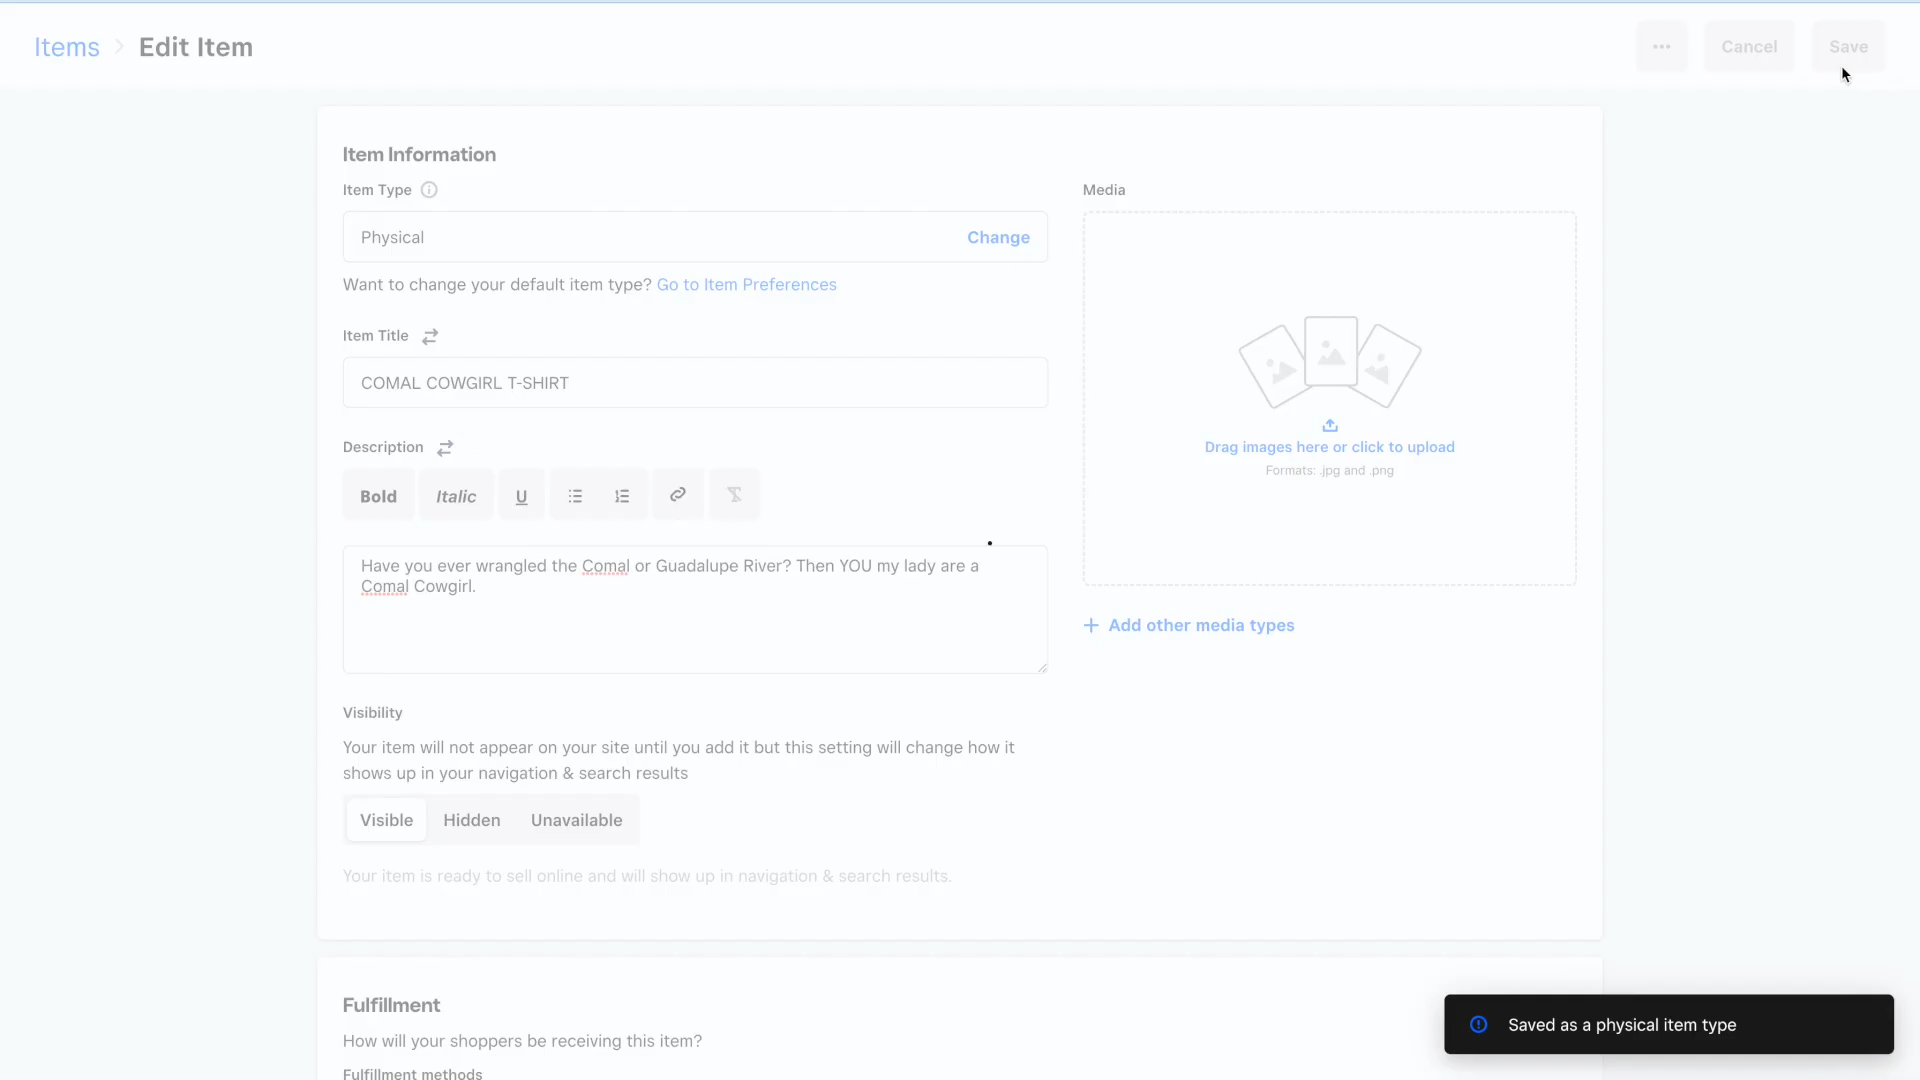 Items > Edit Item
Cancel
Save
Item Information
Item Type
Physical
Change
Want to change your default item type? Go to Item Preferences
Item Title
COMAL COWGIRL T-SHIRT
Description
Bold
Italic
U
Have you ever wrangled the Comal or Guadalupe River? Then YOU my lady are a
Comal Cowgirl.
Visibility
Your item will not appear on your site until you add it but this setting will change how it
shows up in your navigation & search results
Visible
Hidden
Unavailable
Your item is ready to sell online and will show up in navigation & search results.
Media
Drag images here or click to upload
Formats: .jpg and .png
+ Add other media types
Fulfillment
How will your shoppers be receiving this item?
Fulfillment methods
Saved as a physical item type